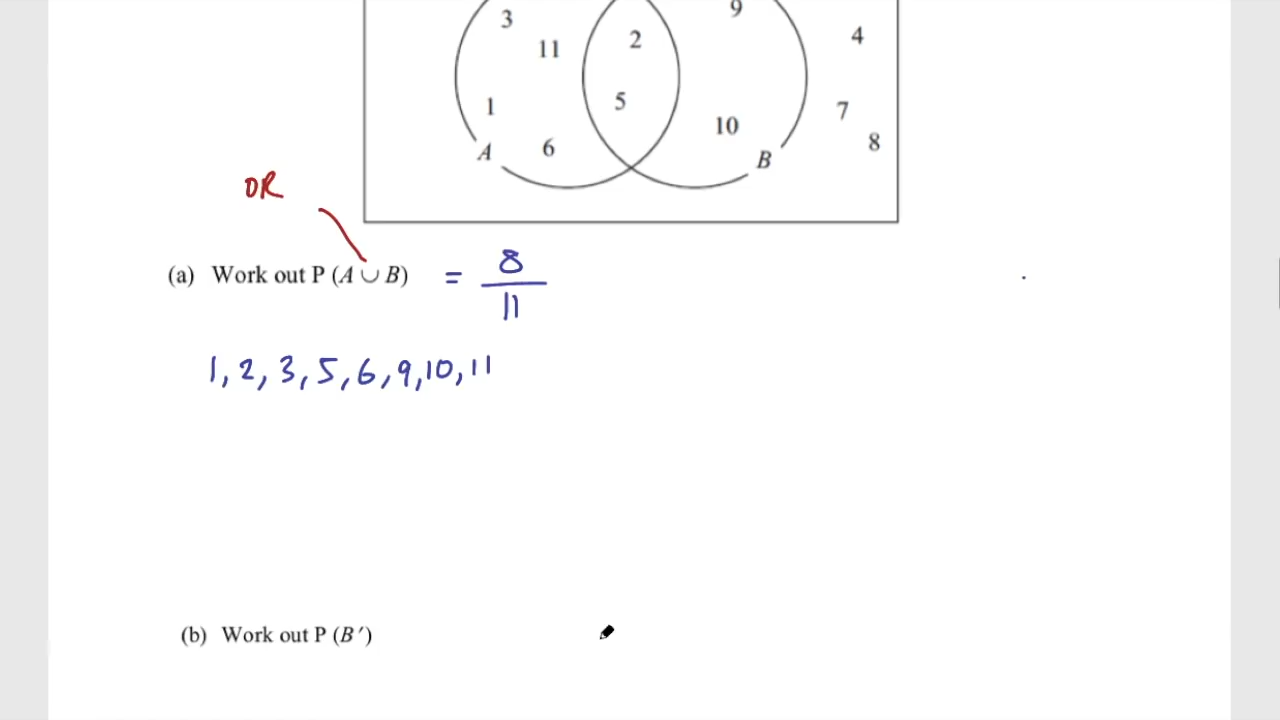 3
9
11
2
4
1
5
10
7
6
8
A
B
OR
(a) Work out P (A ∪ B) = 8/11
1, 2, 3, 5, 6, 9, 10, 11
(b) Work out P (B′)